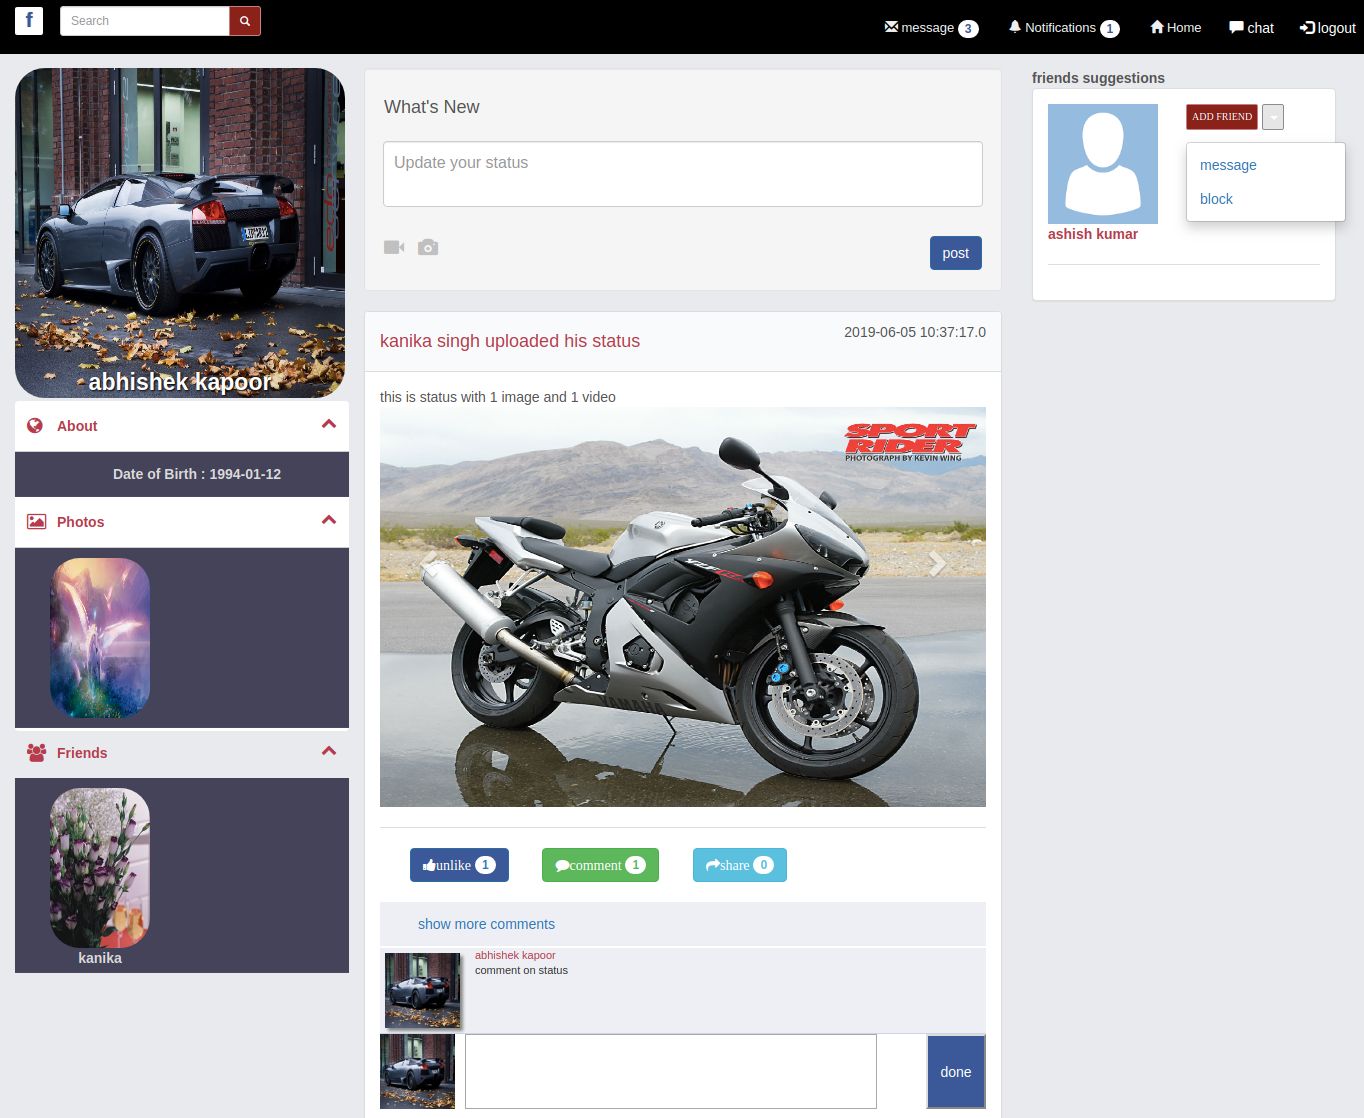 f
Search
message 3
Notifications 1
Home
chat
logout
abhishek kapoor
About
Date of Birth : 1994-01-12
Photos
Friends
kanika
What's New
Update your status
post
kanika singh uploaded his status
2019-06-05 10:37:17.0
this is status with 1 image and 1 video
SPORT
RIDER
PHOTOGRAPH BY KEVIN WING
YAMAHA
unlike 1
comment 1
share 0
show more comments
abhishek kapoor
comment on status
done
friends suggestions
ADD FRIEND
message
block
ashish kumar